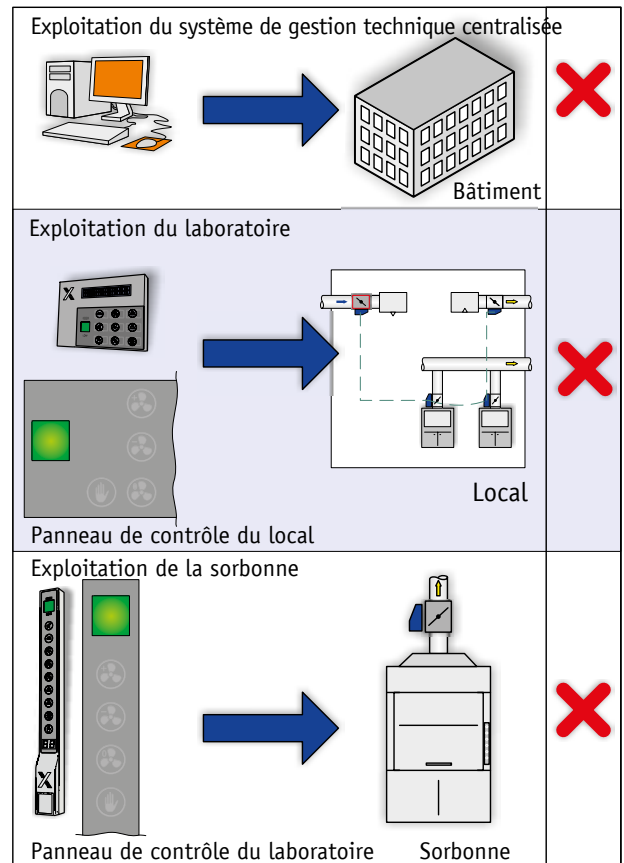 Exploitation du système de gestion technique centralisée
Bâtiment
Exploitation du laboratoire
Local
Panneau de contrôle du local
Exploitation de la sorbonne
Panneau de contrôle du laboratoire
Sorbonne